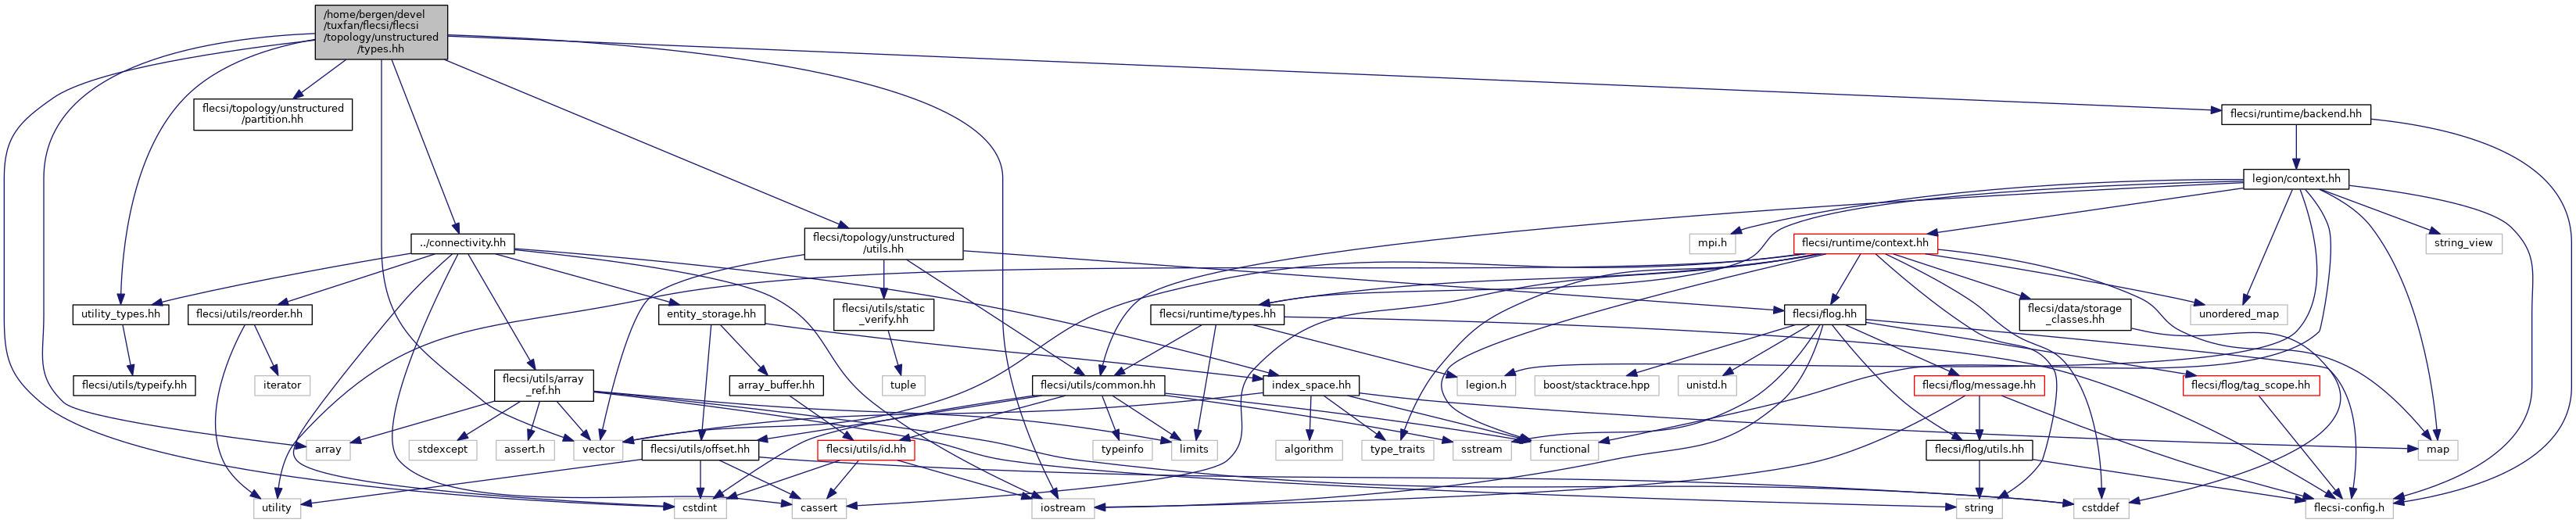 /home/bergen/devel
/tuxfan/flecsi/flecsi
/topology/unstructured
/types.hh
flecsi/topology/unstructured
/partition.hh
flecsi/runtime/backend.hh
legion/context.hh
../connectivity.hh
flecsi/topology/unstructured
/utils.hh
mpi.h
flecsi/runtime/context.hh
string_view
utility_types.hh
flecsi/utils/reorder.hh
entity_storage.hh
flecsi/utils/static
_verify.hh
flecsi/runtime/types.hh
flecsi/flog.hh
flecsi/data/storage
_classes.hh
unordered_map
flecsi/utils/typeify.hh
iterator
flecsi/utils/array
_ref.hh
array_buffer.hh
tuple
flecsi/utils/common.hh
index_space.hh
legion.h
boost/stacktrace.hpp
unistd.h
flecsi/flog/message.hh
flecsi/flog/tag_scope.hh
array
stdexcept
assert.h
vector
flecsi/utils/offset.hh
flecsi/utils/id.hh
typeinfo
limits
algorithm
type_traits
sstream
functional
flecsi/flog/utils.hh
map
utility
cstdint
cassert
iostream
string
cstddef
flecsi-config.h